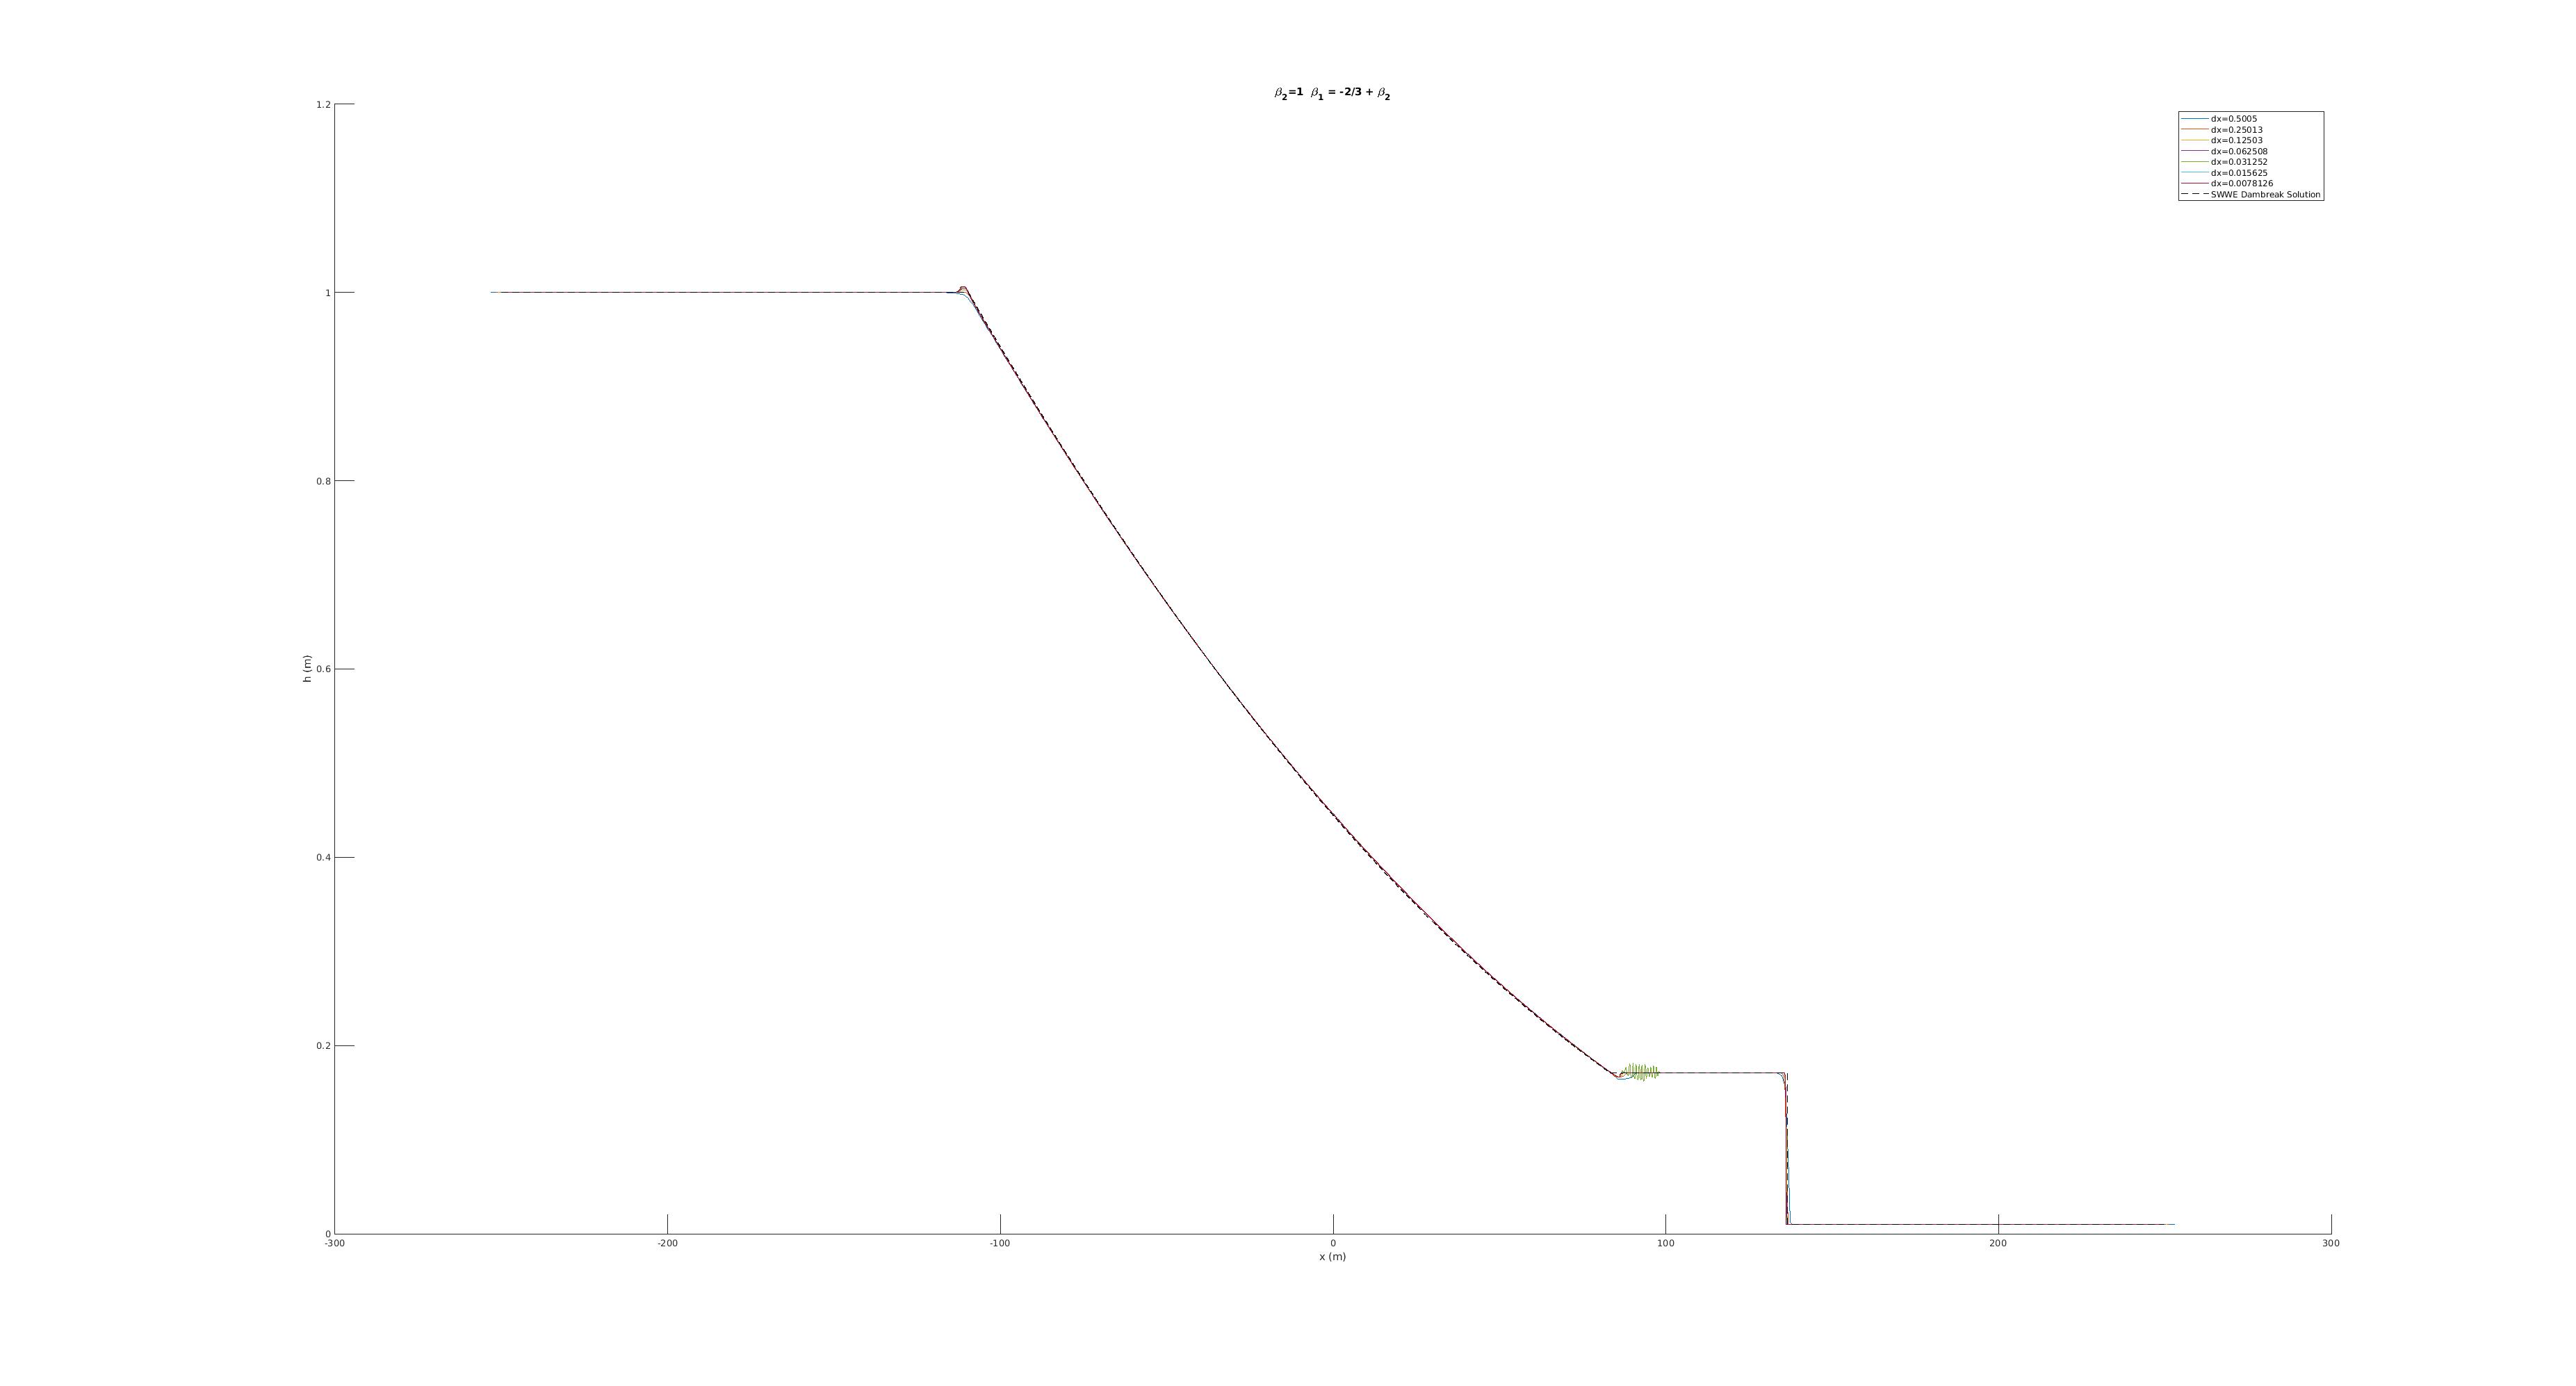 β2=1 β1 = -2/3 + β2
1.2
1
0.8
0.6
0.4
0.2
0
h (m)
-300 -200 -100 0 100 200 300
x (m)
dx=0.5005
dx=0.25013
dx=0.12503
dx=0.062508
dx=0.031252
dx=0.015625
dx=0.0078126
SWWE Dambreak Solution